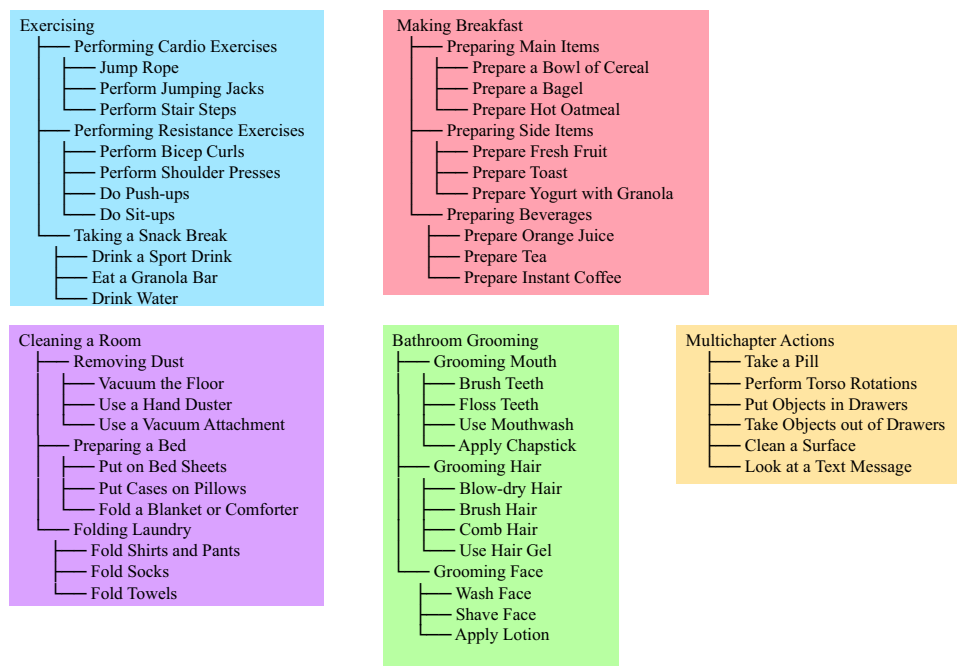 Exercising
Performing Cardio Exercises
Jump Rope
Perform Jumping Jacks
Perform Stair Steps
Performing Resistance Exercises
Perform Bicep Curls
Perform Shoulder Presses
Do Push-ups
Do Sit-ups
Taking a Snack Break
Drink a Sport Drink
Eat a Granola Bar
Drink Water
Making Breakfast
Preparing Main Items
Prepare a Bowl of Cereal
Prepare a Bagel
Prepare Hot Oatmeal
Preparing Side Items
Prepare Fresh Fruit
Prepare Toast
Prepare Yogurt with Granola
Preparing Beverages
Prepare Orange Juice
Prepare Tea
Prepare Instant Coffee
Cleaning a Room
Removing Dust
Vacuum the Floor
Use a Hand Duster
Use a Vacuum Attachment
Preparing a Bed
Put on Bed Sheets
Put Cases on Pillows
Fold a Blanket or Comforter
Folding Laundry
Fold Shirts and Pants
Fold Socks
Fold Towels
Bathroom Grooming
Grooming Mouth
Brush Teeth
Floss Teeth
Use Mouthwash
Apply Chapstick
Grooming Hair
Blow-dry Hair
Brush Hair
Comb Hair
Use Hair Gel
Grooming Face
Wash Face
Shave Face
Apply Lotion
Multichapter Actions
Take a Pill
Perform Torso Rotations
Put Objects in Drawers
Take Objects out of Drawers
Clean a Surface
Look at a Text Message